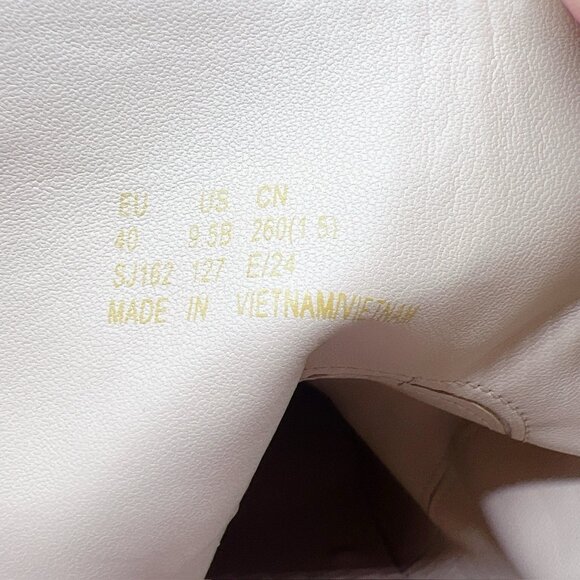 EU US CN
40 9.5B 260(1.5)
SJ162 127 E/24
MADE IN VIETNAM/VIETNAM